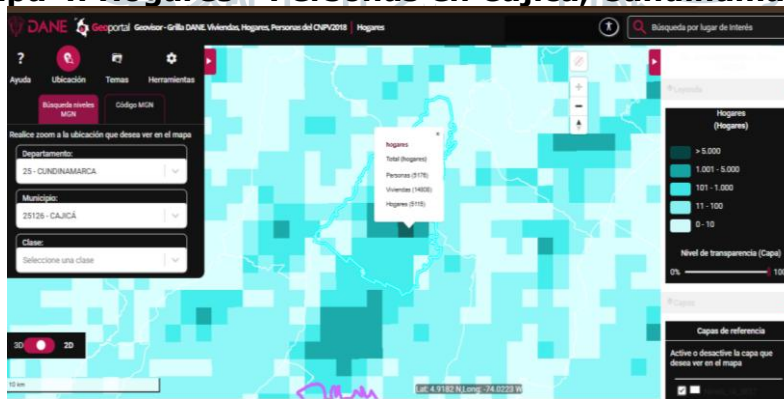 DANE Geoportal Geovisor - Grilla DANE. Viviendas, Hogares, Personas del CNPV2018 | Hogares
Búsqueda por lugar de Interés
Ayuda Ubicación Temas Herramientas
Búsqueda niveles MGN
Código MGN
Realice zoom a la ubicación que desea ver en el mapa
Departamento:
25 - CUNDINAMARCA
Municipio:
25126 - CAJICÁ
Clase:
Seleccione una clase
3D 2D
10 km
hogares
Total (hogares)
Personas (5176)
Viviendas (14808)
Hogares (5115)
Lat: 4.9182 N,Long: -74.0223 W
Leyenda
Hogares
(Hogares)
> 5.000
1.001 - 5.000
101 - 1.000
11 - 100
0 - 10
Nivel de transparencia (Capa)
0% 100
Capas
Capas de referencia
Active o desactive la capa que
desea ver en el mapa